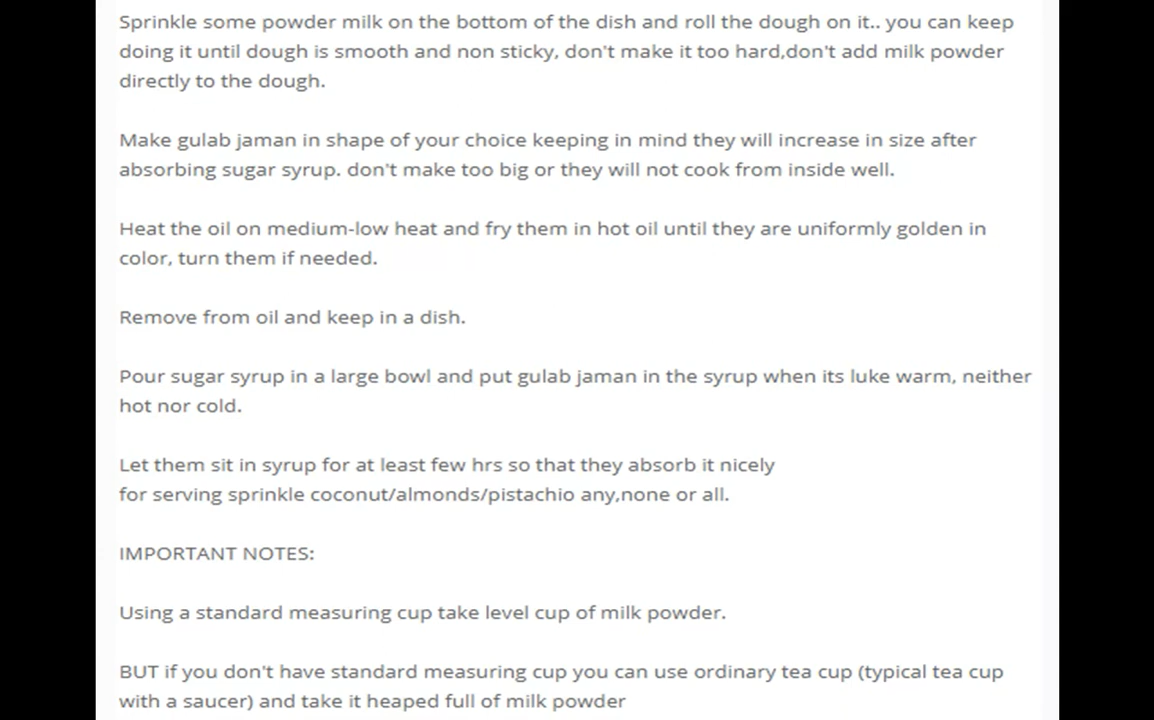 Sprinkle some powder milk on the bottom of the dish and roll the dough on it.. you can keep
doing it until dough is smooth and non sticky, don't make it too hard,don't add milk powder
directly to the dough.
Make gulab jaman in shape of your choice keeping in mind they will increase in size after
absorbing sugar syrup. don't make too big or they will not cook from inside well.
Heat the oil on medium-low heat and fry them in hot oil until they are uniformly golden in
color, turn them if needed.
Remove from oil and keep in a dish.
Pour sugar syrup in a large bowl and put gulab jaman in the syrup when its luke warm, neither
hot nor cold.
Let them sit in syrup for at least few hrs so that they absorb it nicely
for serving sprinkle coconut/almonds/pistachio any,none or all.
IMPORTANT NOTES:
Using a standard measuring cup take level cup of milk powder.
BUT if you don't have standard measuring cup you can use ordinary tea cup (typical tea cup
with a saucer) and take it heaped full of milk powder